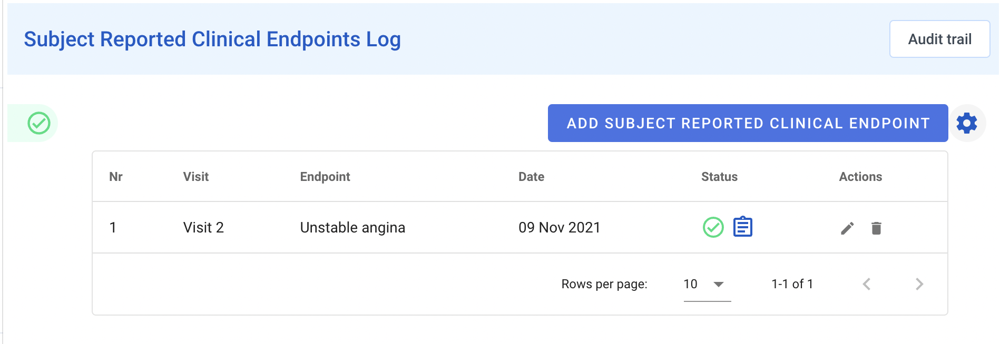 Subject Reported Clinical Endpoints Log
Audit trail
ADD SUBJECT REPORTED CLINICAL ENDPOINT
Nr Visit Endpoint Date Status Actions
1 Visit 2 Unstable angina 09 Nov 2021
Rows per page: 10 1-1 of 1